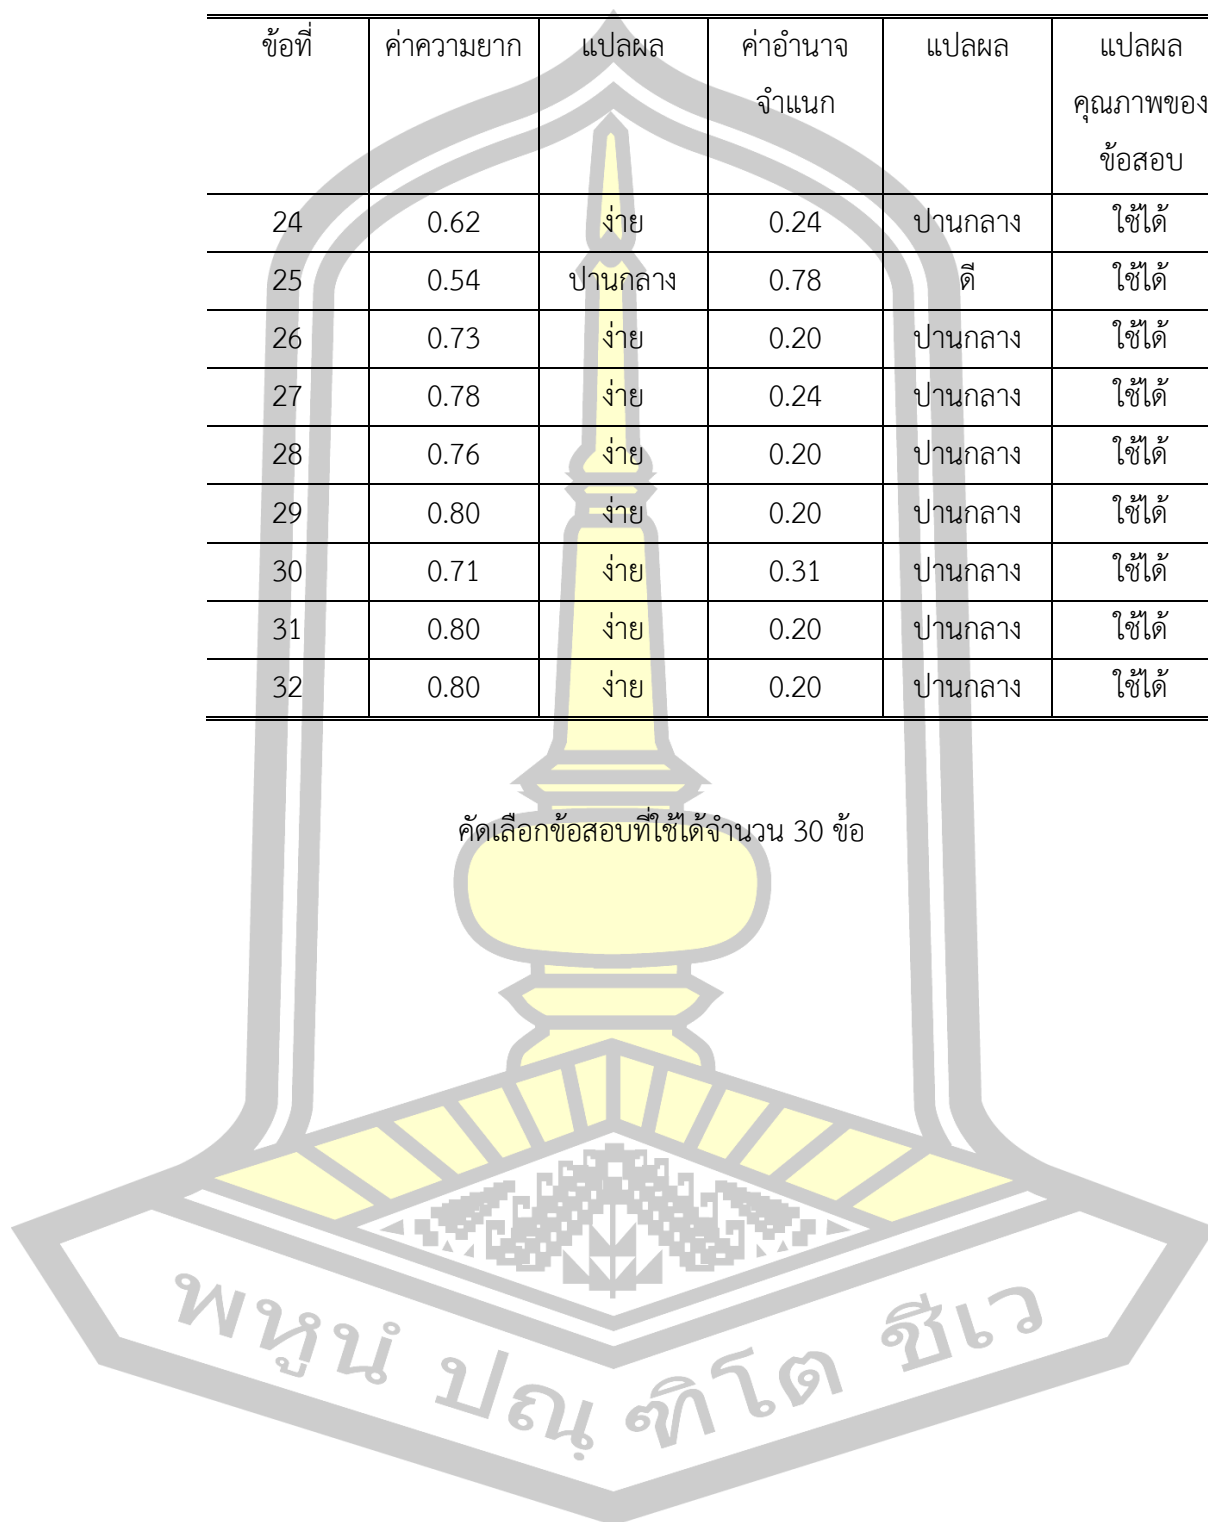 ข้อที่ ค่าความยาก แปลผล ค่าอำนาจ แปลผล แปลผล
จำแนก คุณภาพของ
ข้อสอบ
24 0.62 ง่าย 0.24 ปานกลาง ใช้ได้
25 0.54 ปานกลาง 0.78 ดี ใช้ได้
26 0.73 ง่าย 0.20 ปานกลาง ใช้ได้
27 0.78 ง่าย 0.24 ปานกลาง ใช้ได้
28 0.76 ง่าย 0.20 ปานกลาง ใช้ได้
29 0.80 ง่าย 0.20 ปานกลาง ใช้ได้
30 0.71 ง่าย 0.31 ปานกลาง ใช้ได้
31 0.80 ง่าย 0.20 ปานกลาง ใช้ได้
32 0.80 ง่าย 0.20 ปานกลาง ใช้ได้
คัดเลือกข้อสอบที่ใช้ได้จำนวน 30 ข้อ
พหูนํ ปณฺฑิโต ชีเว